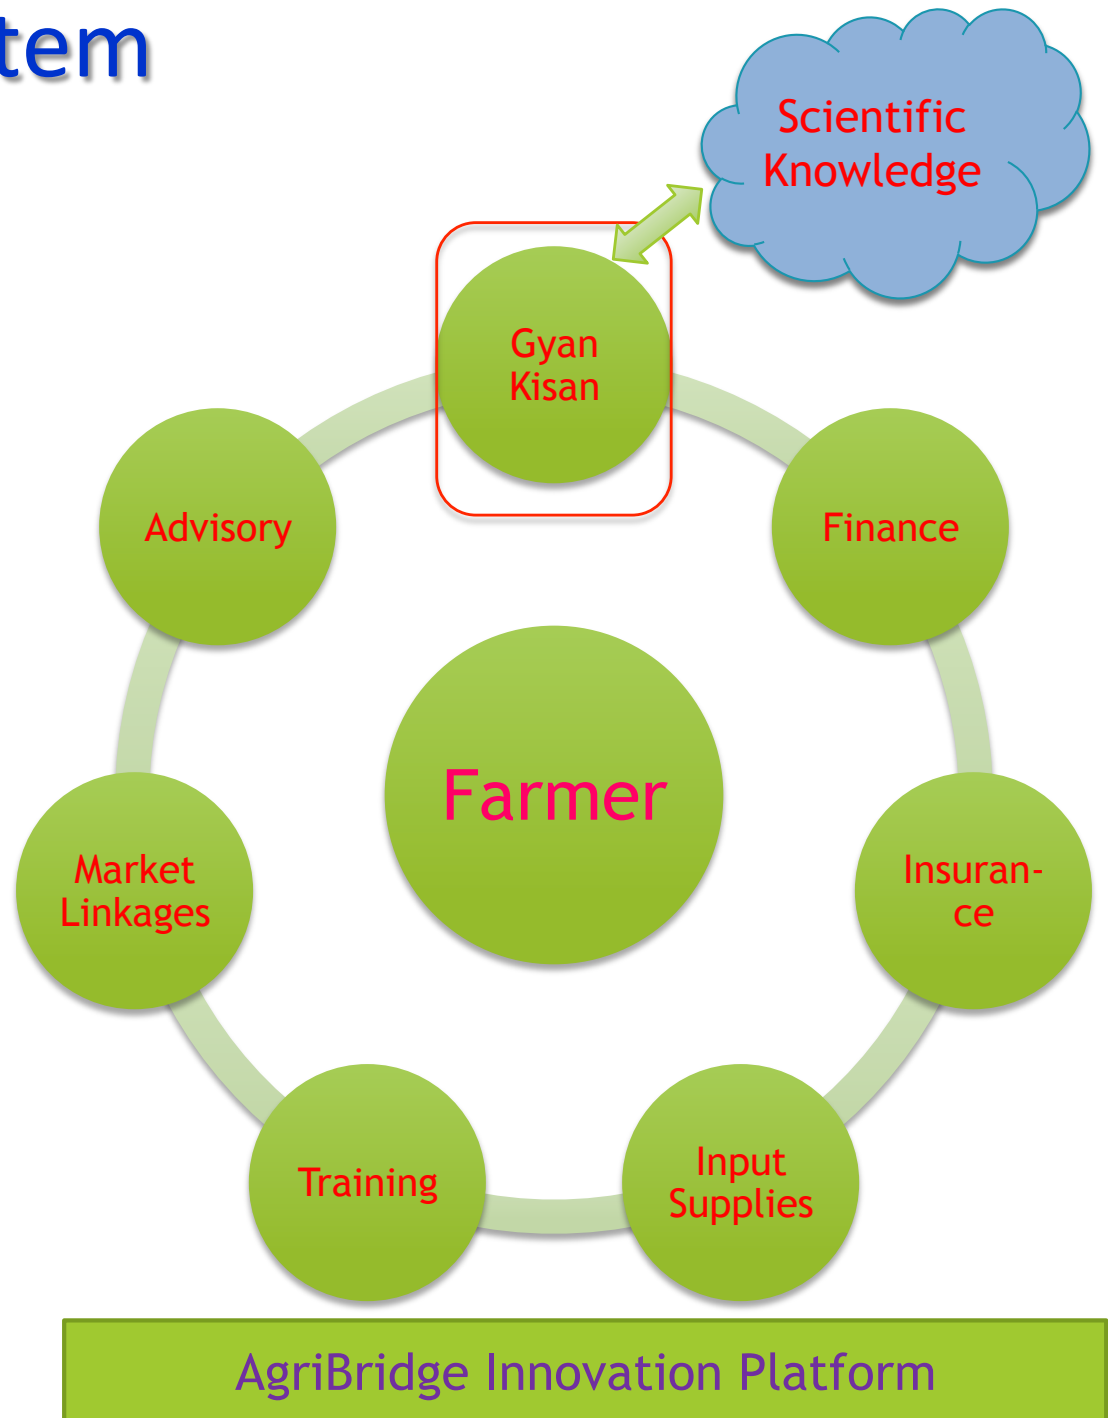 tem
Scientific
Knowledge
Gyan
Kisan
Advisory
Finance
Farmer
Market
Linkages
Insuran-
ce
Training
Input
Supplies
AgriBridge Innovation Platform